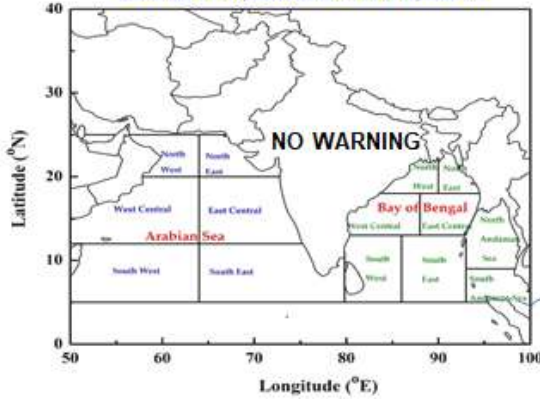 40
30
20
10
0
Latitude (°N)
NO WARNING
North
West
North
East
North
West
North
East
West Central
East Central
Bay of Bengal
West Central
East Central
North
Andaman
Sea
Arabian Sea
South West
South East
South
West
South
East
South
Andaman Sea
50
60
70
80
90
100
Longitude (°E)